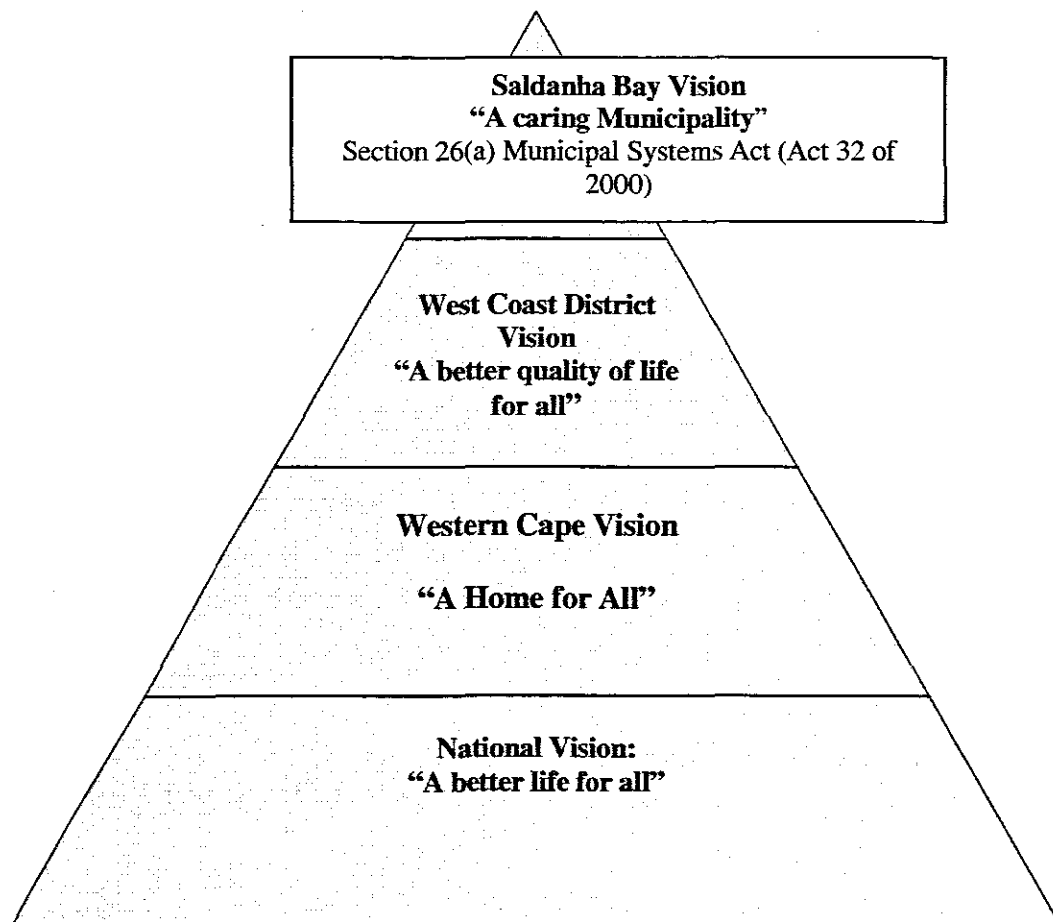 Saldanha Bay Vision
“A caring Municipality”
Section 26(a) Municipal Systems Act (Act 32 of
2000)
West Coast District
Vision
“A better quality of life
for all”
Western Cape Vision
“A Home for All”
National Vision:
“A better life for all”